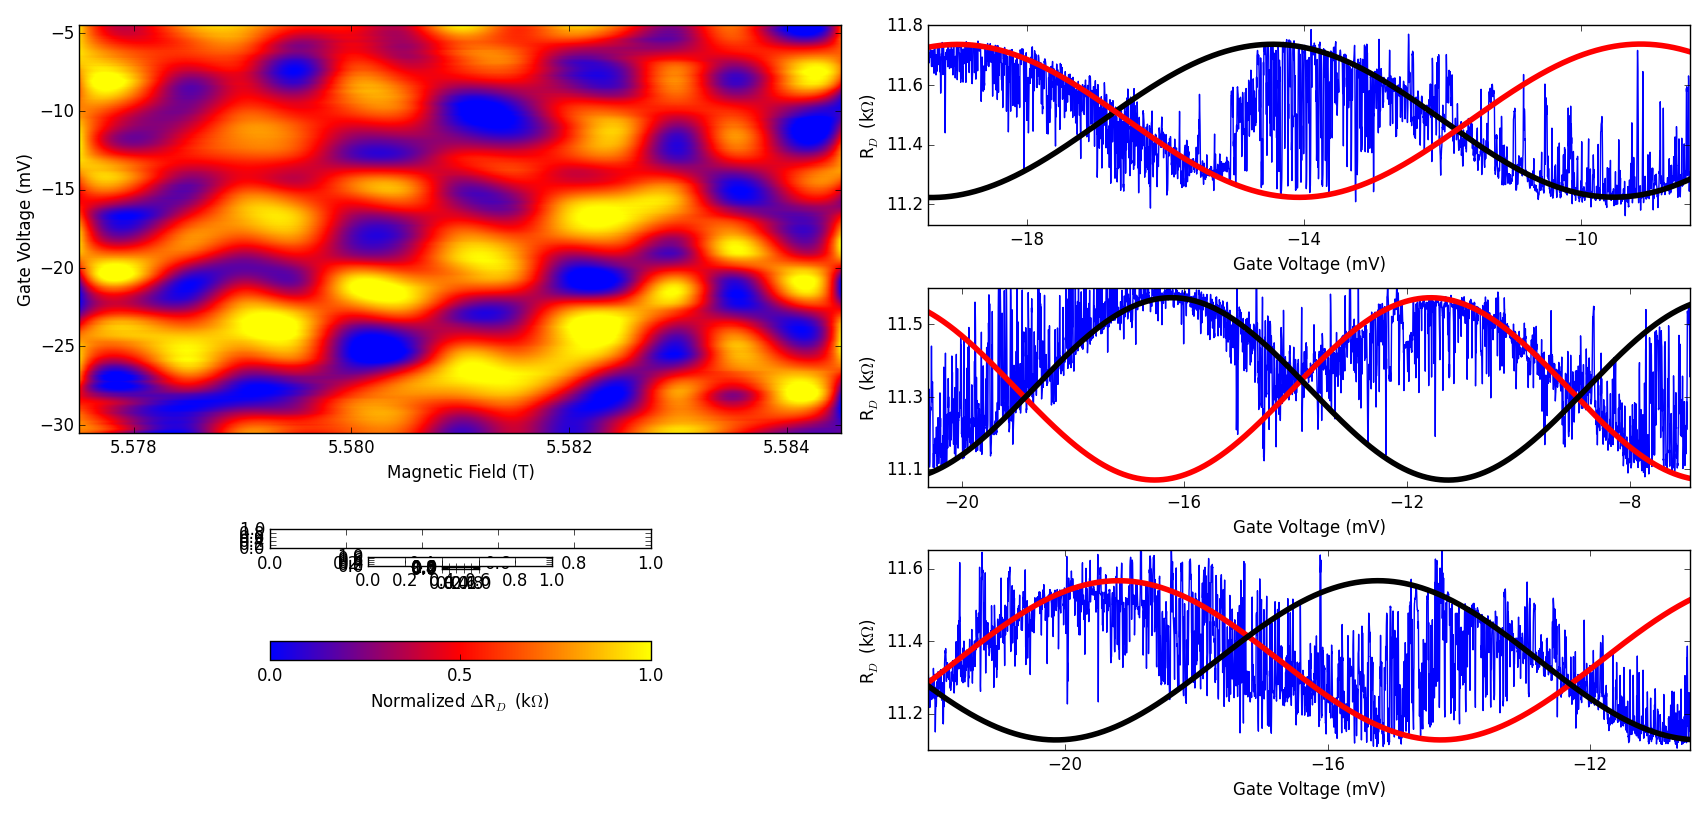 −5
−10
−15
−20
−25
−30
Gate Voltage (mV)
5.578 5.580 5.582 5.584
Magnetic Field (T)
1.0
0.0 0.8 1.0
0.0 0.2 0.8 1.0
0.0 0.5 1.0
Normalized ΔR_D (kΩ)
11.8
11.6
11.4
11.2
R_D (kΩ)
−18 −14 −10
Gate Voltage (mV)
11.5
11.3
11.1
R_D (kΩ)
−20 −16 −12 −8
Gate Voltage (mV)
11.6
11.4
11.2
R_D (kΩ)
−20 −16 −12
Gate Voltage (mV)